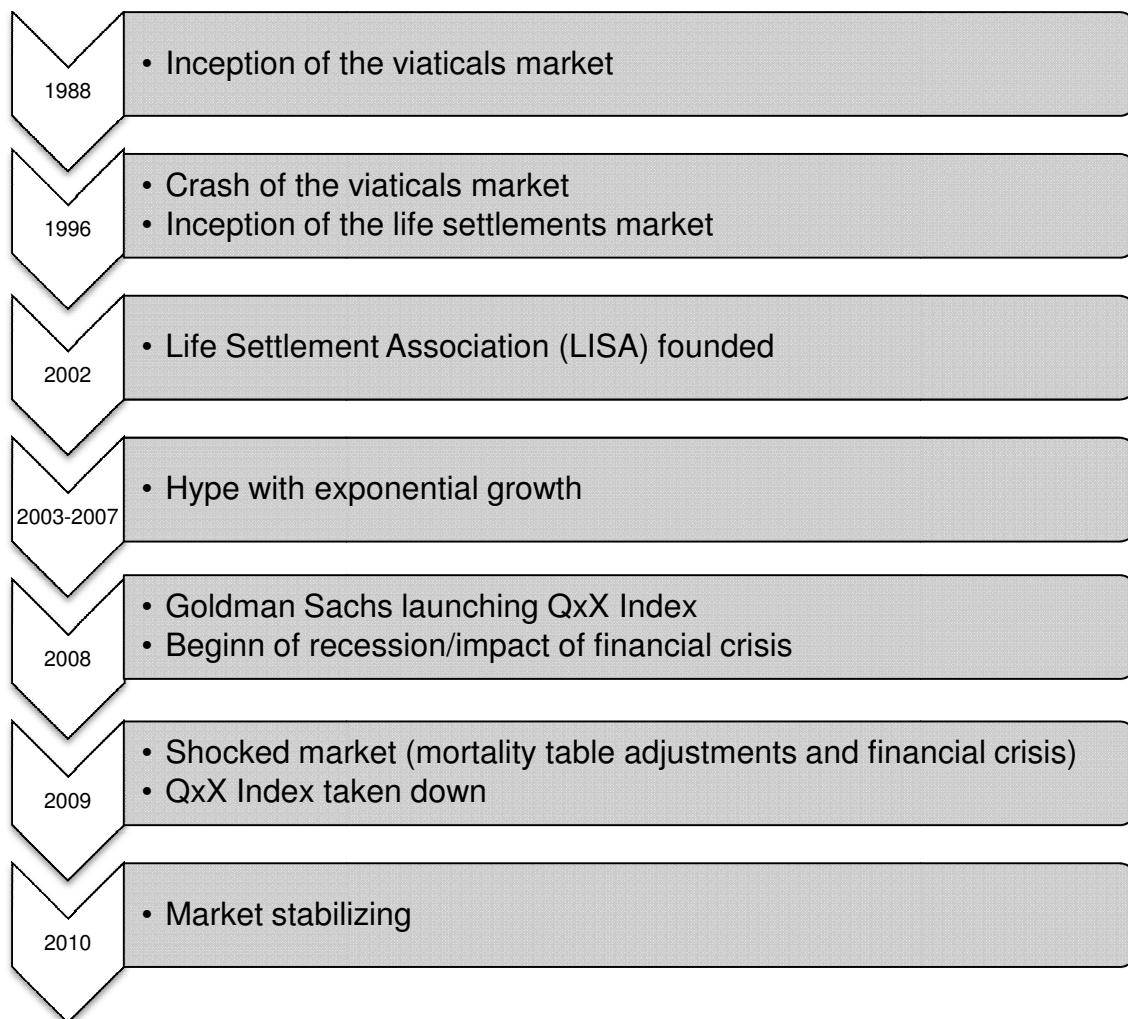 1988
• Inception of the viaticals market
1996
• Crash of the viaticals market
• Inception of the life settlements market
2002
• Life Settlement Association (LISA) founded
2003-2007
• Hype with exponential growth
2008
• Goldman Sachs launching QxX Index
• Beginn of recession/impact of financial crisis
2009
• Shocked market (mortality table adjustments and financial crisis)
• QxX Index taken down
2010
• Market stabilizing